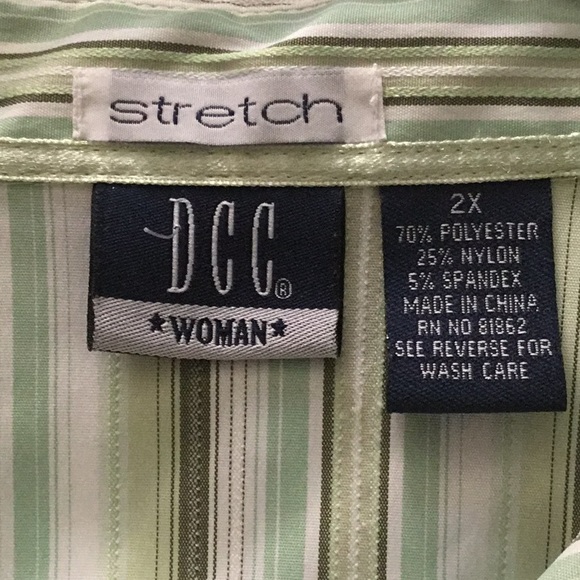 stretch
DCC®
★WOMAN★
2X
70% POLYESTER
25% NYLON
5% SPANDEX
MADE IN CHINA
RN NO 81862
SEE REVERSE FOR
WASH CARE